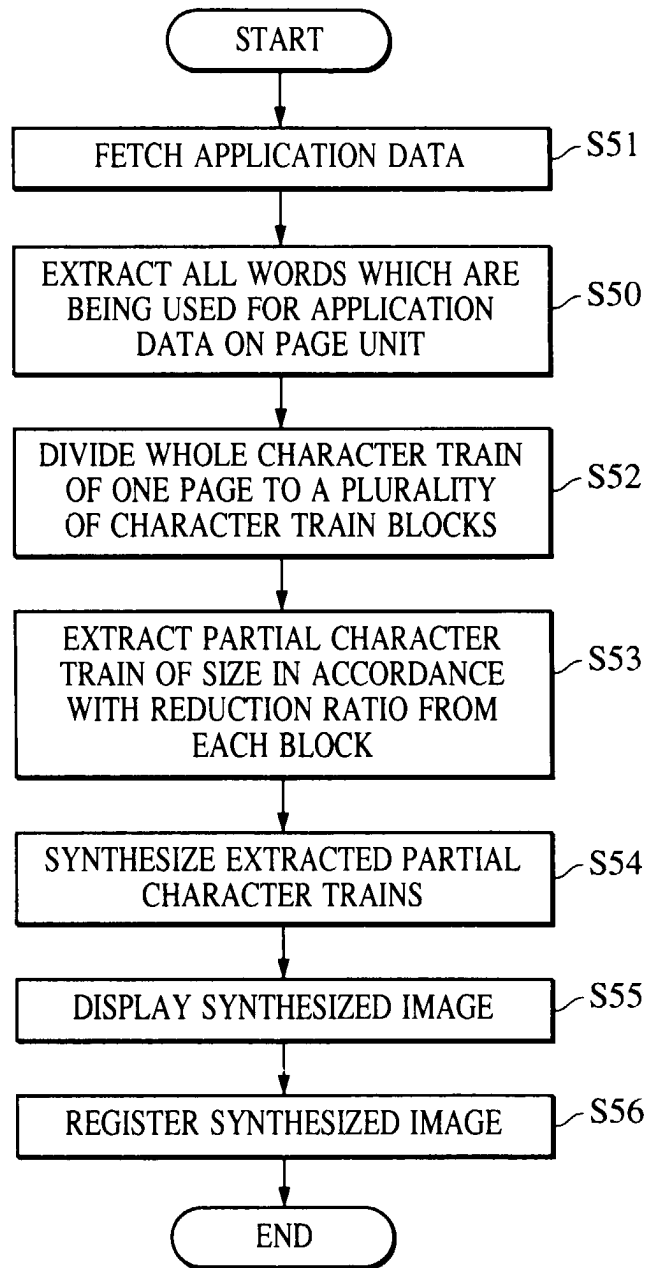 START
FETCH APPLICATION DATA
S51
EXTRACT ALL WORDS WHICH ARE
BEING USED FOR APPLICATION
DATA ON PAGE UNIT
S50
DIVIDE WHOLE CHARACTER TRAIN
OF ONE PAGE TO A PLURALITY
OF CHARACTER TRAIN BLOCKS
S52
EXTRACT PARTIAL CHARACTER
TRAIN OF SIZE IN ACCORDANCE
WITH REDUCTION RATIO FROM
EACH BLOCK
S53
SYNTHESIZE EXTRACTED PARTIAL
CHARACTER TRAINS
S54
DISPLAY SYNTHESIZED IMAGE
S55
REGISTER SYNTHESIZED IMAGE
S56
END